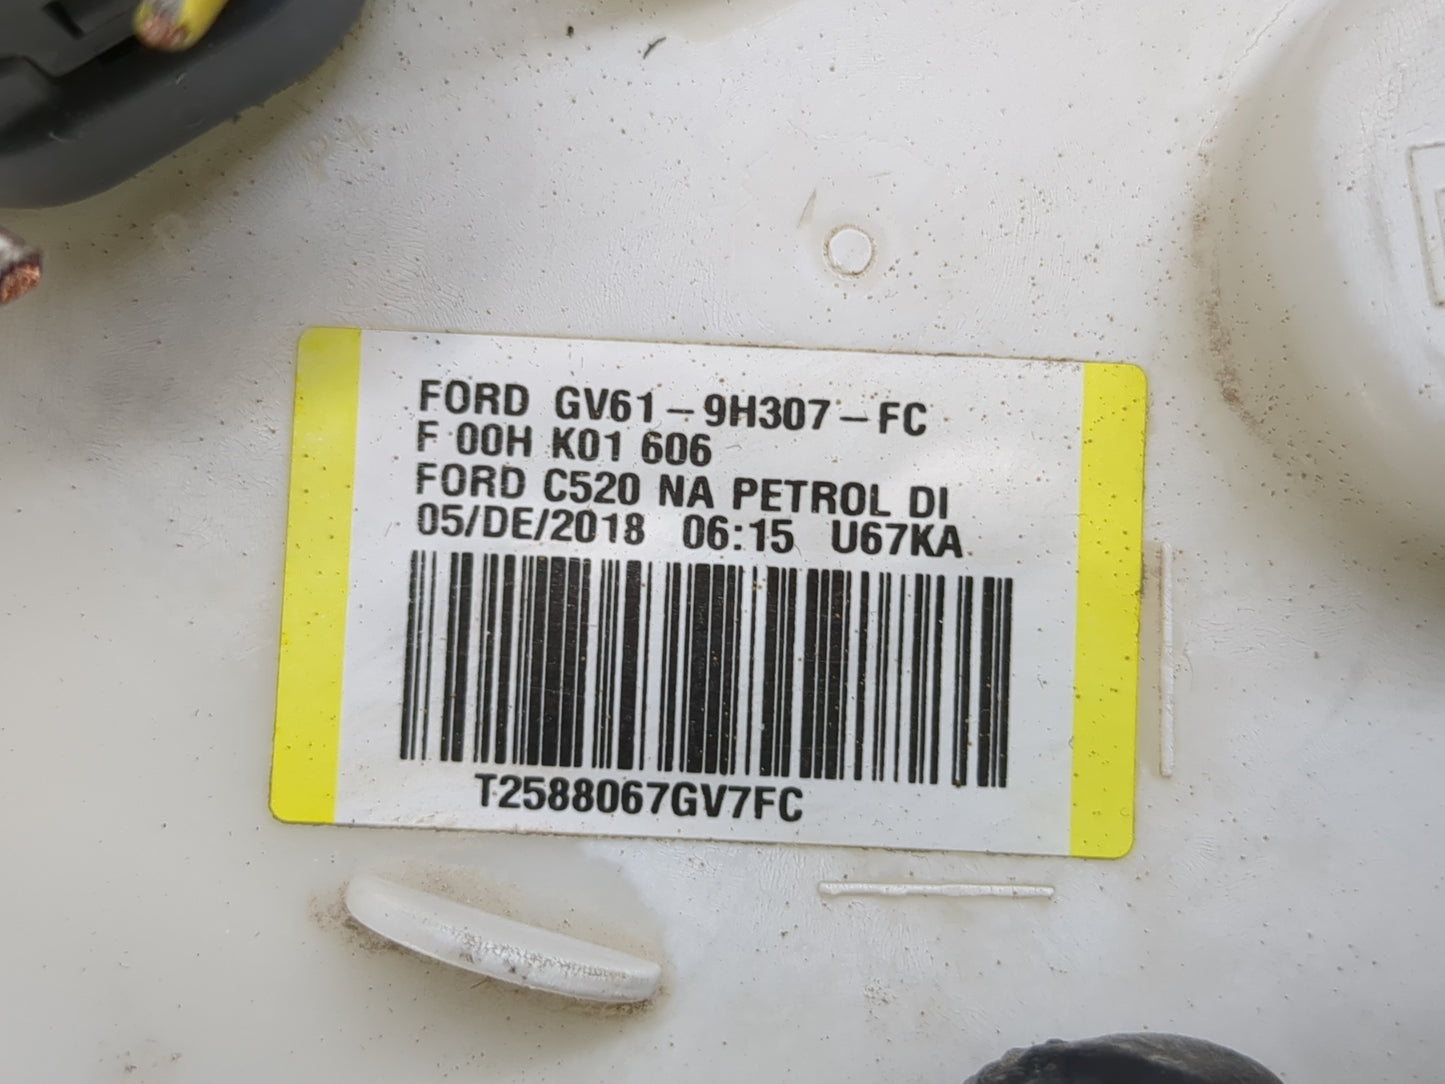 FORD GV61-9H307-FC
F 00H K01 606
FORD C520 NA PETROL DI
05/DE/2018 06:15 U67KA
T2588067GV7FC